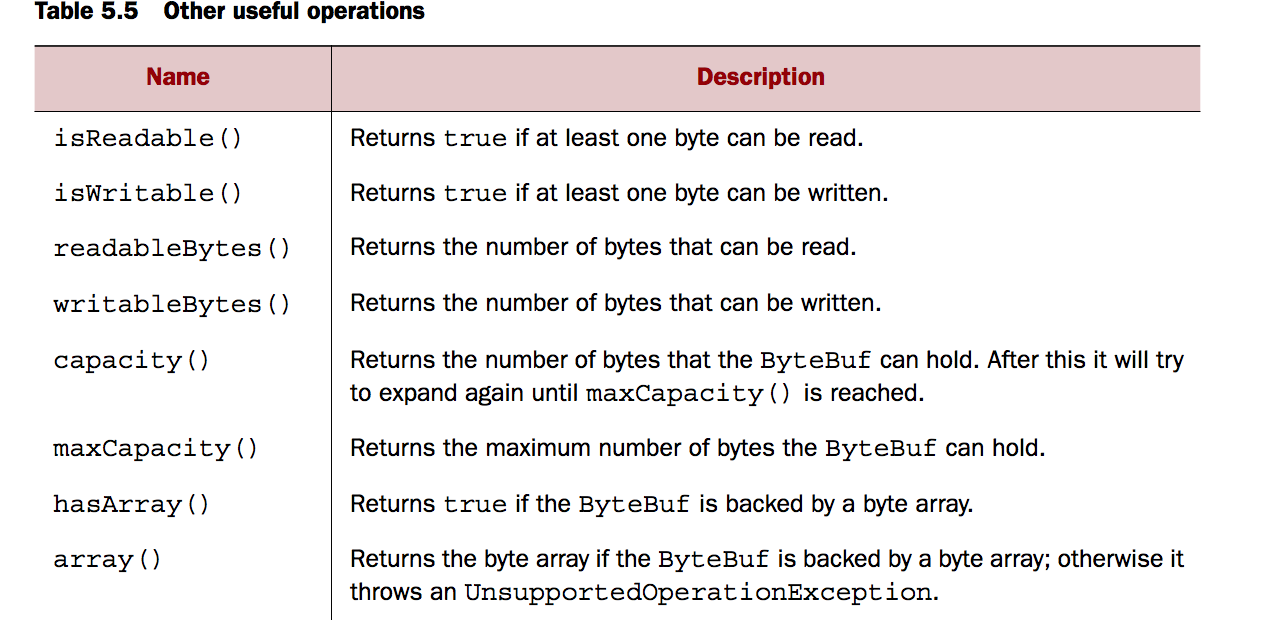 Table 5.5 Other useful operations
Name Description
isReadable() Returns true if at least one byte can be read.
isWritable() Returns true if at least one byte can be written.
readableBytes() Returns the number of bytes that can be read.
writableBytes() Returns the number of bytes that can be written.
capacity() Returns the number of bytes that the ByteBuf can hold. After this it will try
to expand again until maxCapacity() is reached.
maxCapacity() Returns the maximum number of bytes the ByteBuf can hold.
hasArray() Returns true if the ByteBuf is backed by a byte array.
array() Returns the byte array if the ByteBuf is backed by a byte array; otherwise it
throws an UnsupportedOperationException.